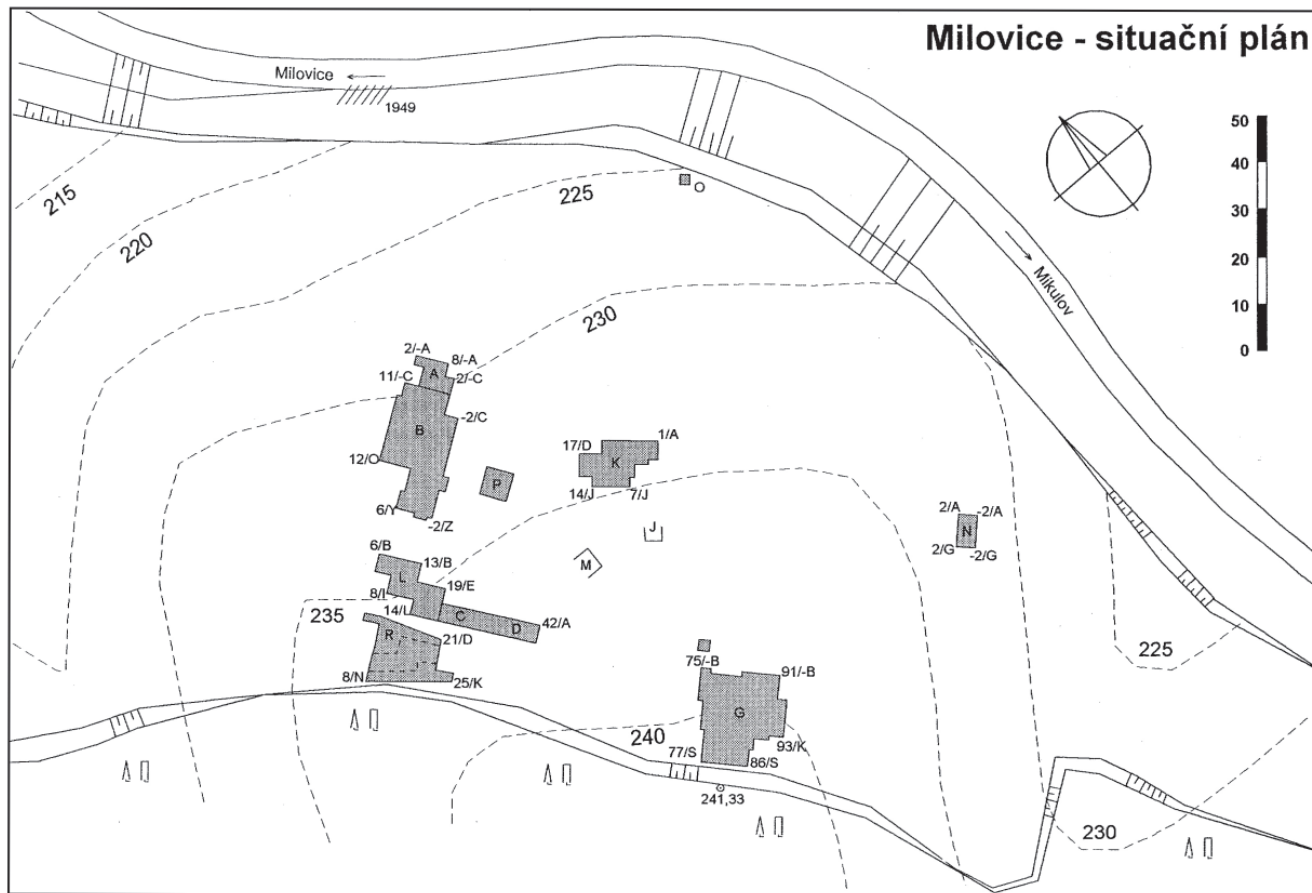 Milovice - situační plán
Milovice
1949
215
220
225
O
50
40
30
20
10
0
Mikulov
230
2/-A
8/-A
A
11/-C
2/-C
-2/C
B
12/O
P
6/Y
-2/Z
17/D
1/A
K
14/J
7/J
J
M
2/A
-2/A
N
2/G
-2/G
6/B
13/B
L
19/E
8/I
14/L
C
D
42/A
235
R
21/D
8/N
25/K
225
75/-B
91/-B
G
240
77/S
93/K
86/S
241,33
230